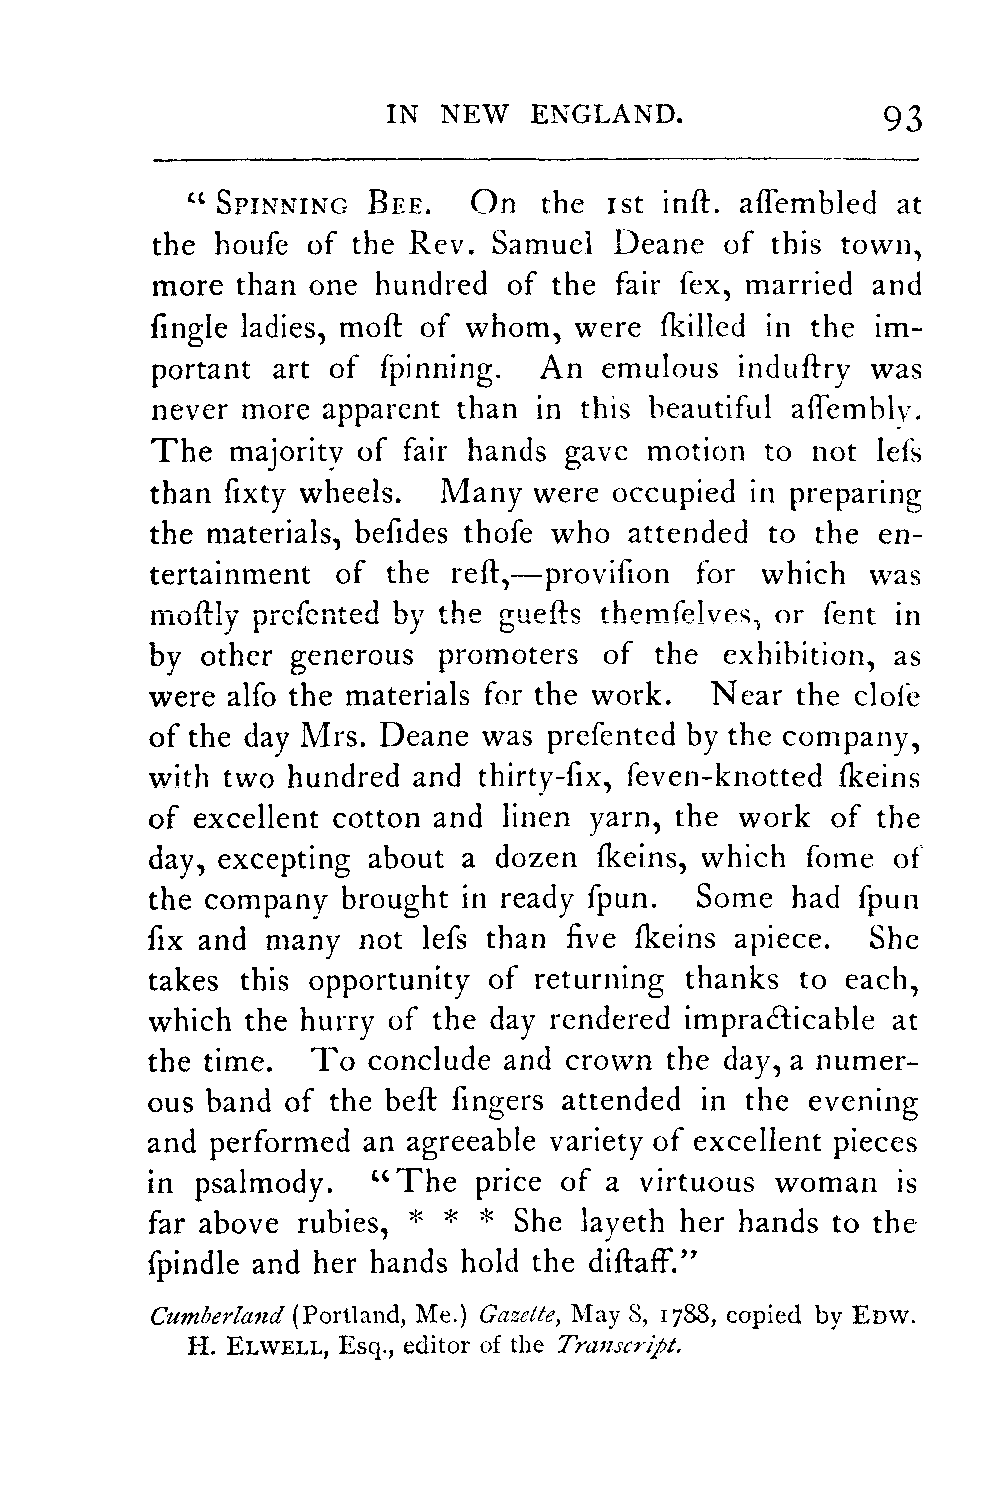 IN NEW ENGLAND. 93
“ SPINNING BEE. On the 1st inſt. aſſembled at
the houſe of the Rev. Samuel Deane of this town,
more than one hundred of the fair ſex, married and
ſingle ladies, moſt of whom, were ſkilled in the im-
portant art of ſpinning. An emulous induſtry was
never more apparent than in this beautiful aſſembly.
The majority of fair hands gave motion to not leſs
than ſixty wheels. Many were occupied in preparing
the materials, beſides thoſe who attended to the en-
tertainment of the reſt,—proviſion for which was
moſtly preſented by the gueſts themſelves, or ſent in
by other generous promoters of the exhibition, as
were alſo the materials for the work. Near the cloſe
of the day Mrs. Deane was preſented by the company,
with two hundred and thirty-ſix, ſeven-knotted ſkeins
of excellent cotton and linen yarn, the work of the
day, excepting about a dozen ſkeins, which ſome of
the company brought in ready ſpun. Some had ſpun
ſix and many not leſs than five ſkeins apiece. She
takes this opportunity of returning thanks to each,
which the hurry of the day rendered impracticable at
the time. To conclude and crown the day, a numer-
ous band of the beſt ſingers attended in the evening
and performed an agreeable variety of excellent pieces
in psalmody. “The price of a virtuous woman is
far above rubies, * * * She layeth her hands to the
ſpindle and her hands hold the diſtaff.”
Cumberland (Portland, Me.) Gazette, May 8, 1788, copied by EDW.
H. ELWELL, Esq., editor of the Transcript.